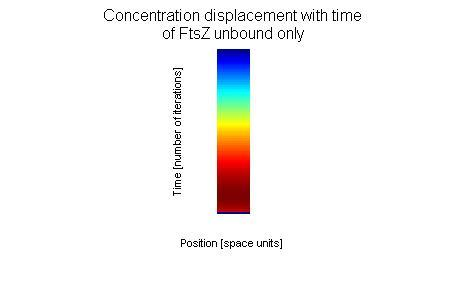 Concentration displacement with time
of FtsZ unbound only
Time [number of iterations]
Position [space units]